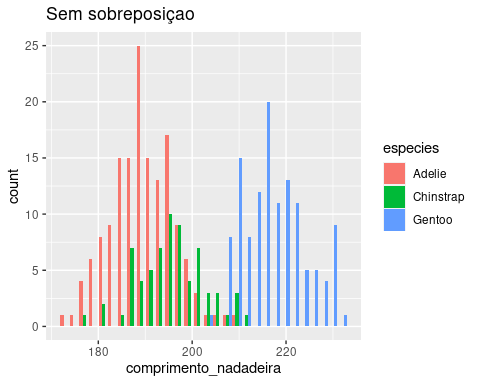 Sem sobreposiçao
25
20
15
10
5
0
count
180
200
220
comprimento_nadadeira
especies
Adelie
Chinstrap
Gentoo